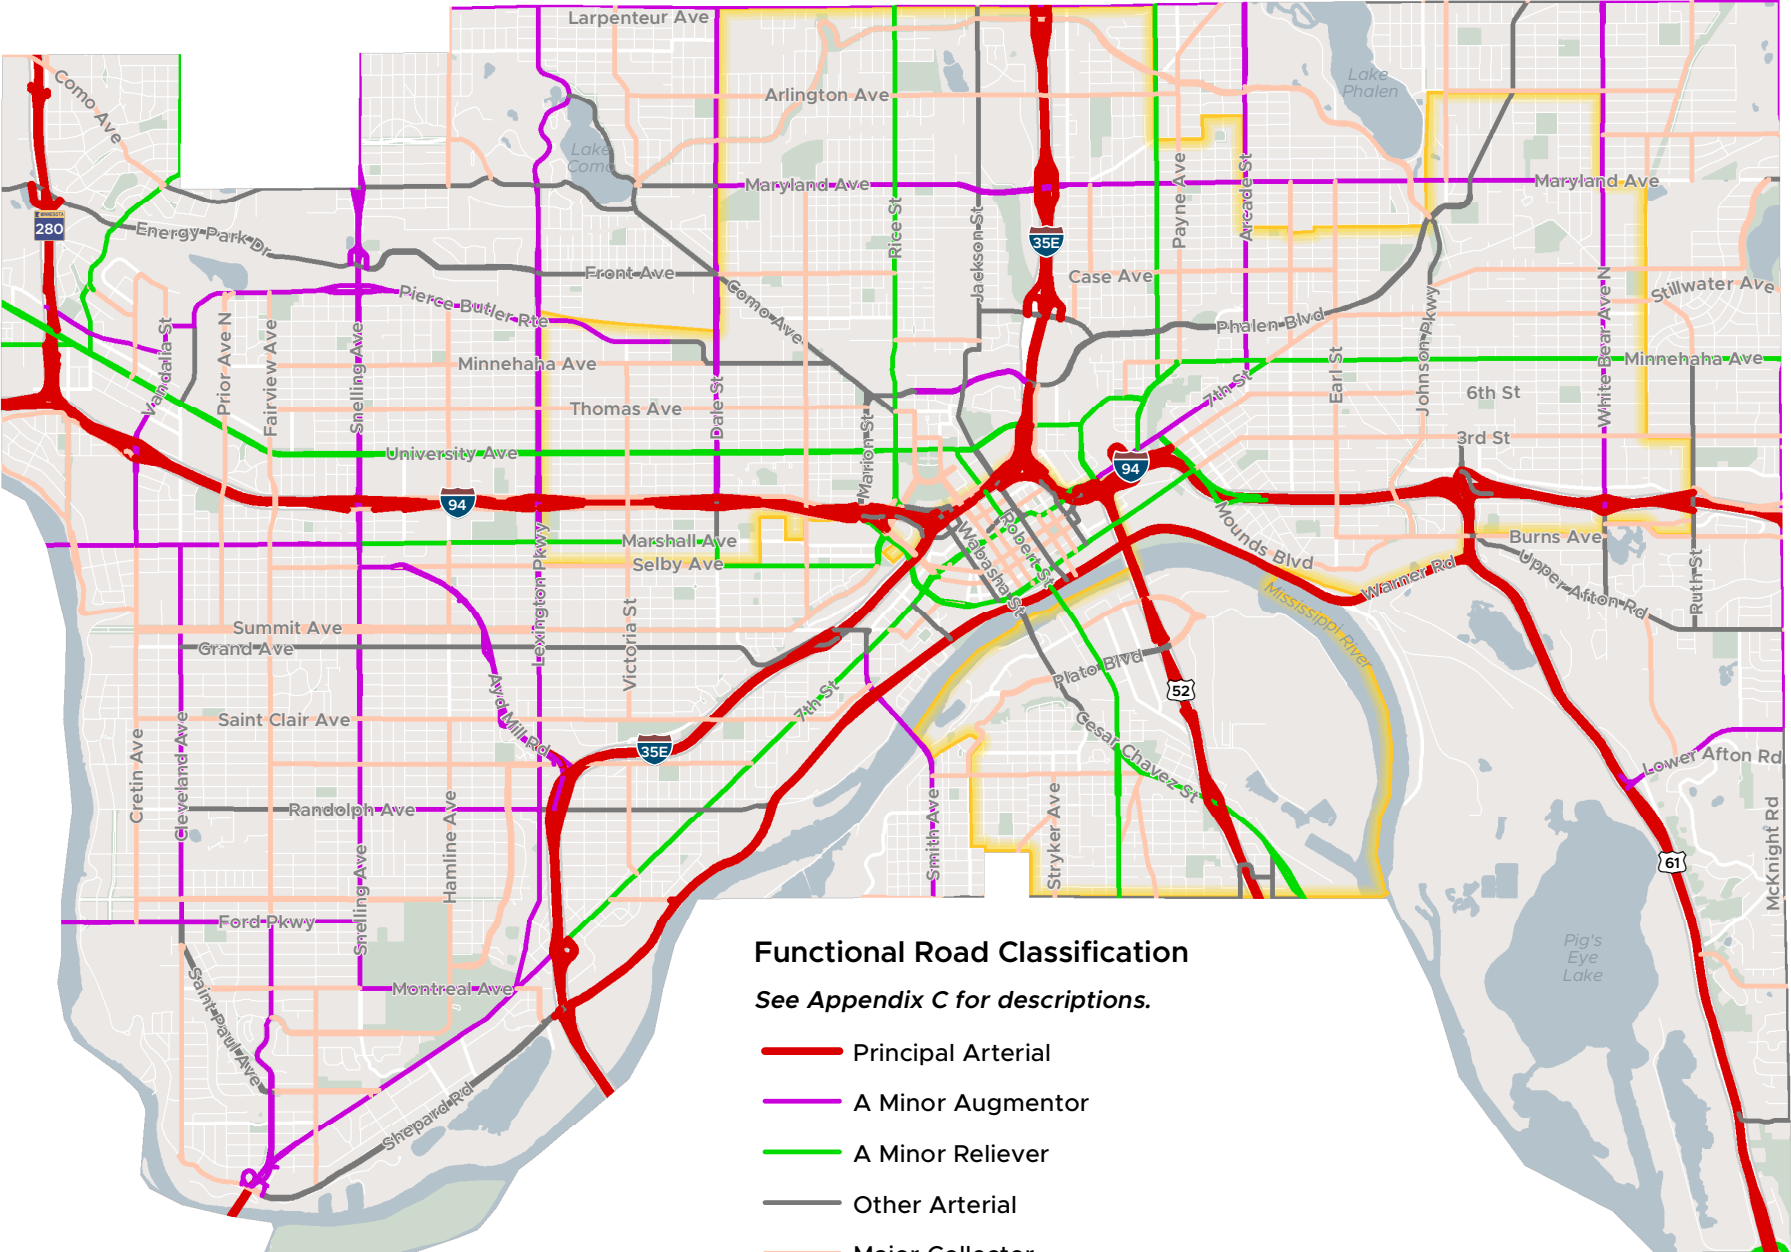 Larpenteur Ave
Como Ave
Arlington Ave
Lake
Phalen
Lake
Como
Maryland Ave
Maryland Ave
MINNESOTA
280
Energy Park Dr
Front Ave
Rice St
Jackson St
35E
Payne Ave
Arcade St
Case Ave
Pierce Butler Rte
Como Ave
Phalen Blvd
Johnson Pkwy
White Bear Ave N
Stillwater Ave
Vandalia St
Prior Ave N
Fairview Ave
Snelling Ave
Minnehaha Ave
Minnehaha Ave
Thomas Ave
Dale St
Marion St
7th St
Earl St
6th St
3rd St
University Ave
94
94
Marshall Ave
Selby Ave
Lexington Pkwy
Wabasha St
Robert St
Mounds Blvd
Burns Ave
Warner Rd
Upper Afton Rd
Ruth St
Mississippi River
Summit Ave
Grand Ave
Victoria St
Plato Blvd
52
Saint Clair Ave
Ayd Mill Rd
7th St
35E
Cesar Chavez St
Lower Afton Rd
Cretin Ave
Cleveland Ave
Randolph Ave
Hamline Ave
Snelling Ave
Smith Ave
Stryker Ave
McKnight Rd
61
Ford Pkwy
Saint Paul Ave
Montreal Ave
Shepard Rd
Pig's
Eye
Lake
Functional Road Classification
See Appendix C for descriptions.
Principal Arterial
A Minor Augmentor
A Minor Reliever
Other Arterial
Major Collector